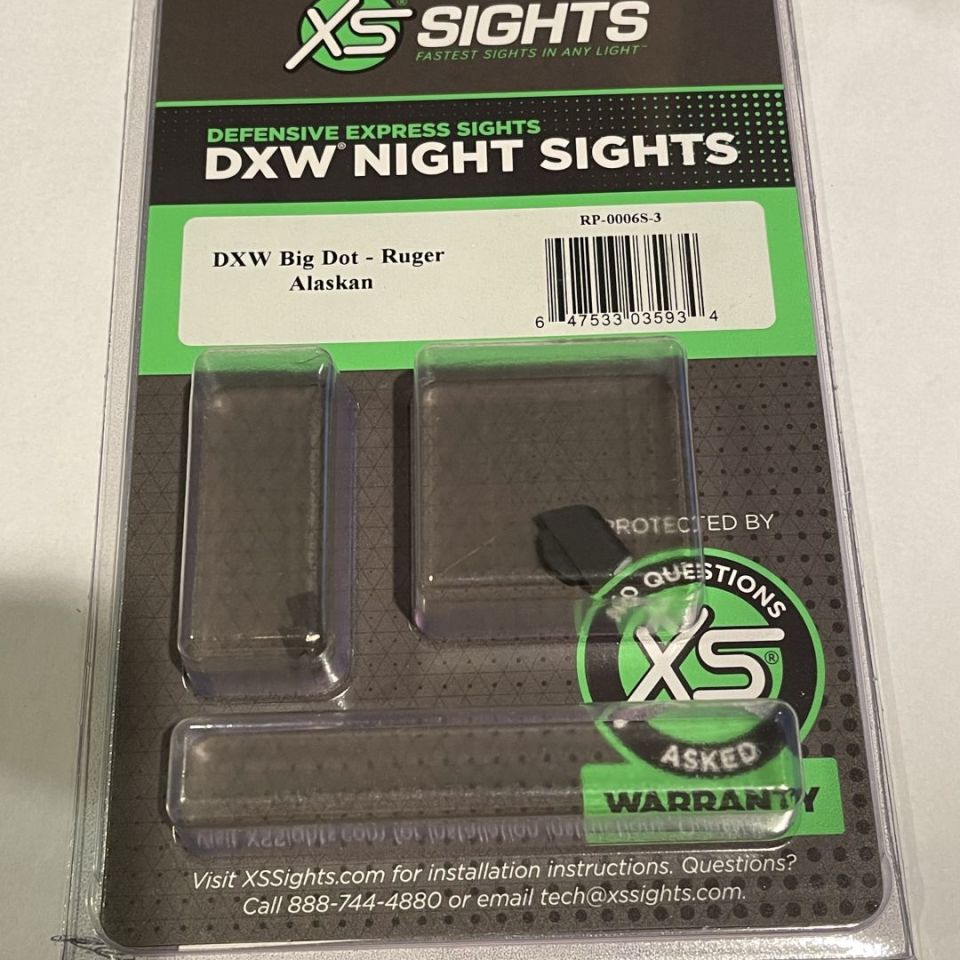 XS® SIGHTS
FASTEST SIGHTS IN ANY LIGHT™
DEFENSIVE EXPRESS SIGHTS
DXW® NIGHT SIGHTS
RP-0006S-3
DXW Big Dot - Ruger
Alaskan
6 47533 03593 4
PROTECTED BY
NO QUESTIONS
XS®
ASKED
WARRANTY
Visit XSSights.com for installation instructions. Questions?
Call 888-744-4880 or email tech@xssights.com.